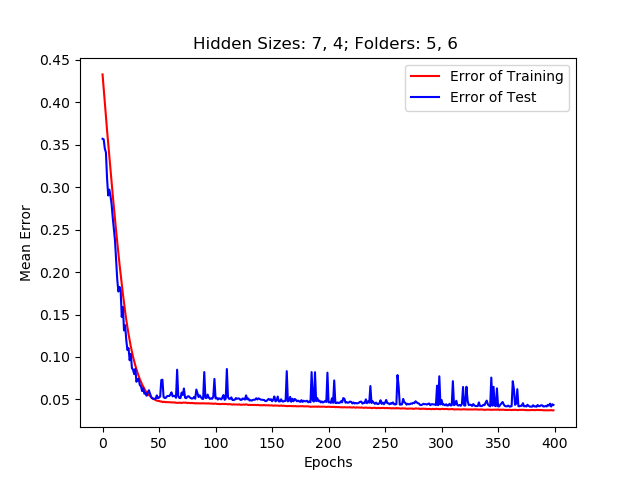 Hidden Sizes: 7, 4; Folders: 5, 6
Error of Training
Error of Test
Mean Error
0.45
0.40
0.35
0.30
0.25
0.20
0.15
0.10
0.05
0 50 100 150 200 250 300 350 400
Epochs